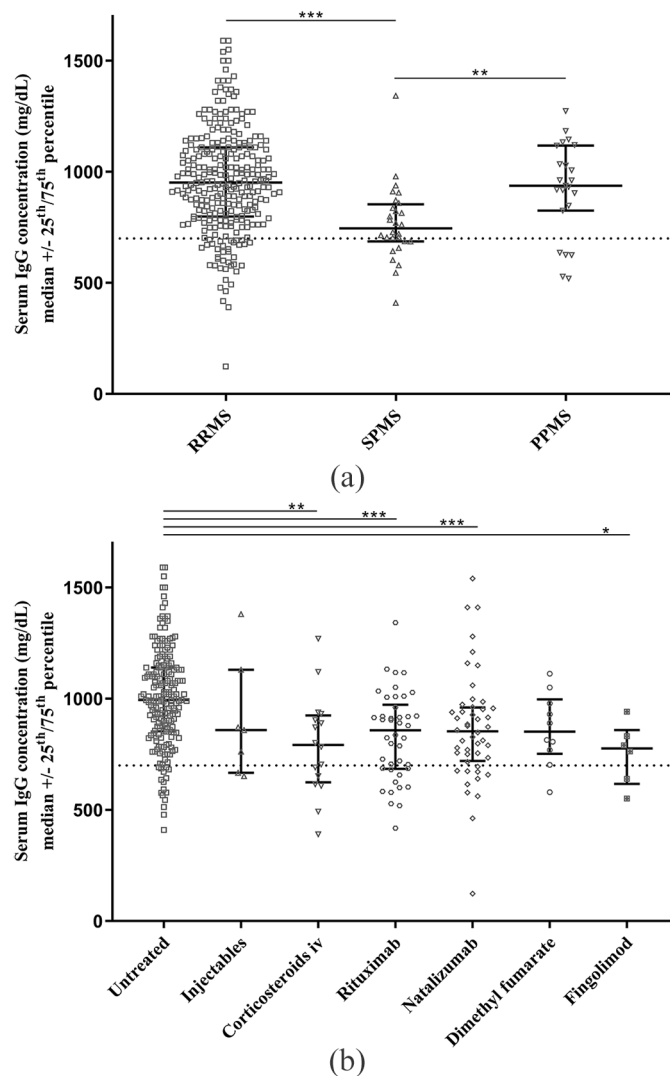 ***
**
Serum IgG concentration (mg/dL)
median +/- 25th/75th percentile
1500
1000
500
0
RRMS
SPMS
PPMS
(a)
**
***
***
*
Serum IgG concentration (mg/dL)
median +/- 25th/75th percentile
1500
1000
500
0
Untreated
Injectables
Corticosteroids iv
Rituximab
Natalizumab
Dimethyl fumarate
Fingolimod
(b)